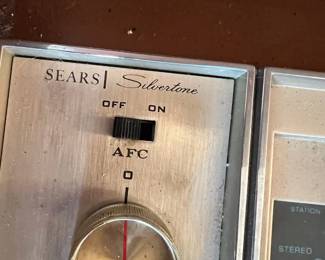 SEARS | Silvertone
OFF ON
AFC
0
STATION
STEREO